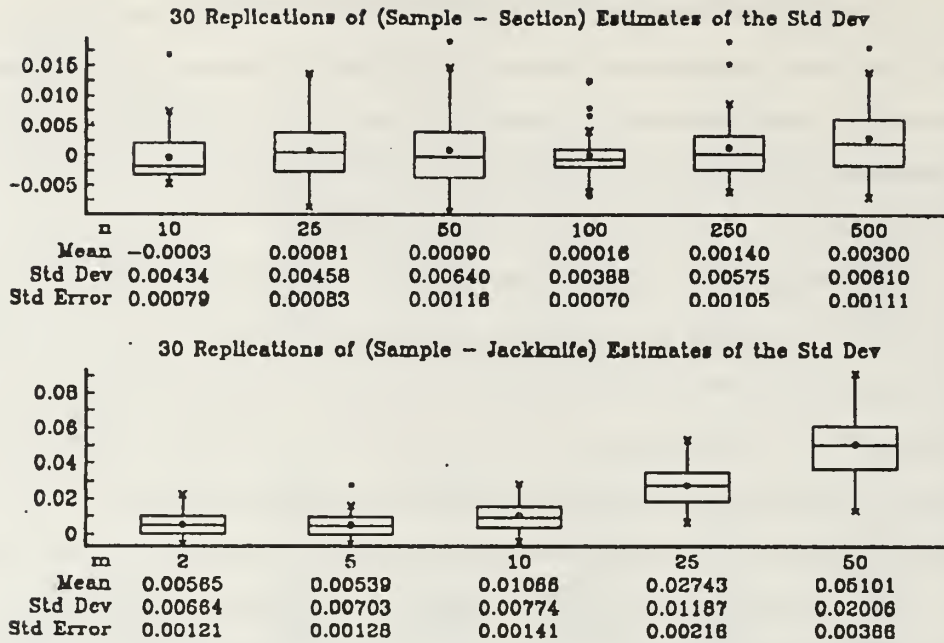 30 Replications of (Sample - Section) Estimates of the Std Dev
0.015
0.010
0.005
0
-0.005
n 10 25 50 100 250 500
Mean -0.0003 0.00081 0.00090 0.00016 0.00140 0.00300
Std Dev 0.00434 0.00458 0.00640 0.00388 0.00575 0.00610
Std Error 0.00079 0.00083 0.00116 0.00070 0.00105 0.00111
30 Replications of (Sample - Jackknife) Estimates of the Std Dev
0.08
0.06
0.04
0.02
0
m 2 5 10 25 50
Mean 0.00565 0.00539 0.01066 0.02743 0.05101
Std Dev 0.00664 0.00703 0.00774 0.01187 0.02006
Std Error 0.00121 0.00128 0.00141 0.00216 0.00366